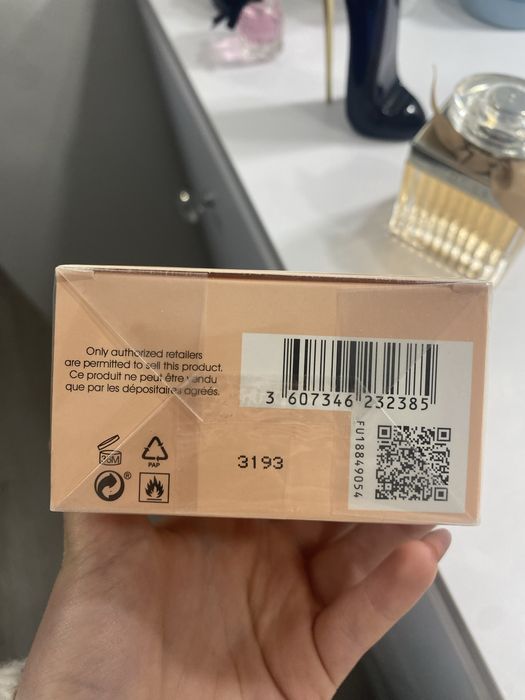 Only authorized retailers
are permitted to sell this product.
Ce produit ne peut être vendu
que par les dépositaires agréés.
3 607346 232385
FU18849054
36M
PAP
®
3193